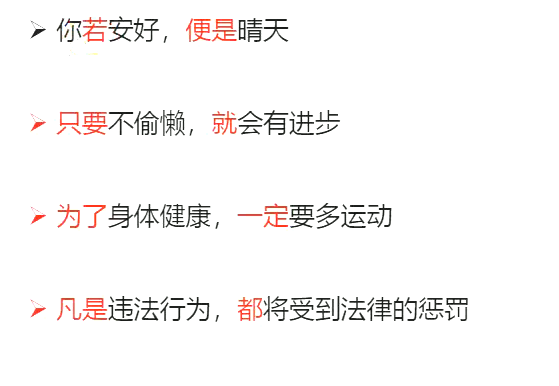 你若安好，便是晴天
只要不偷懒，就会有进步
为了身体健康，一定要多运动
凡是违法行为，都将受到法律的惩罚